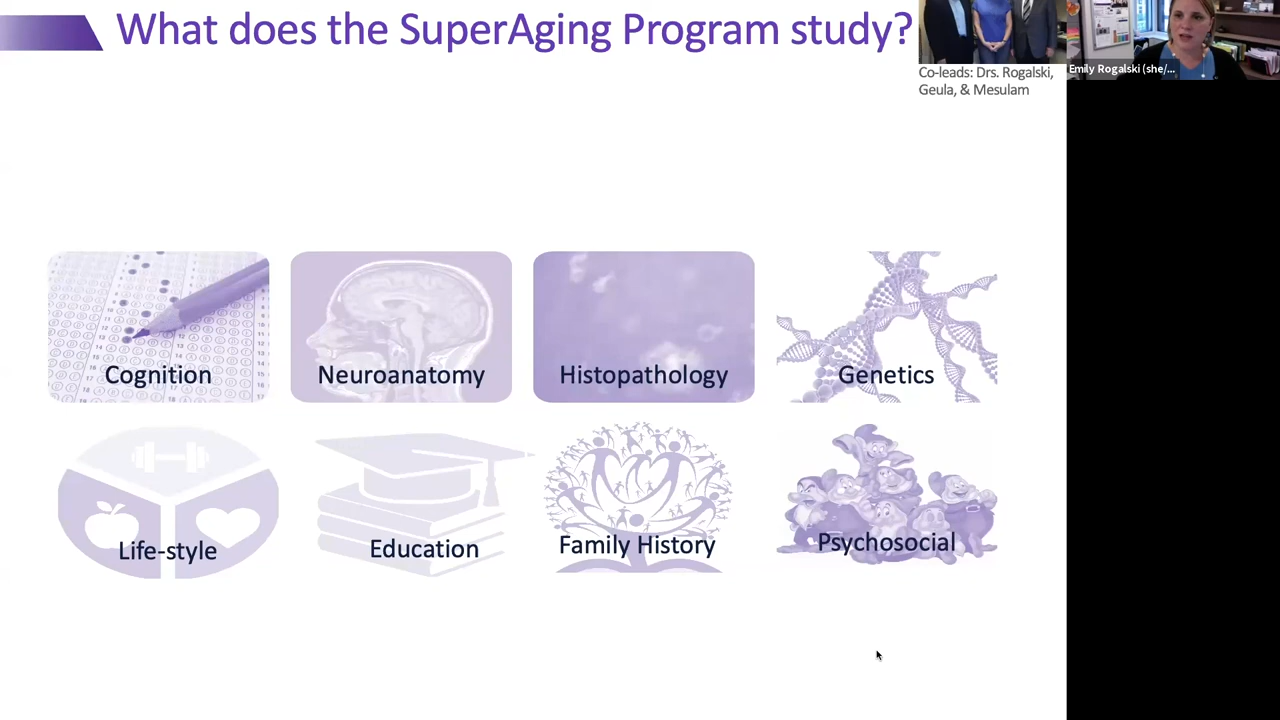 What does the SuperAging Program study?
Co-leads: Drs. Rogalski,
Geula, & Mesulam
Emily Rogalski (she/...
Cognition
Neuroanatomy
Histopathology
Genetics
Life-style
Education
Family History
Psychosocial